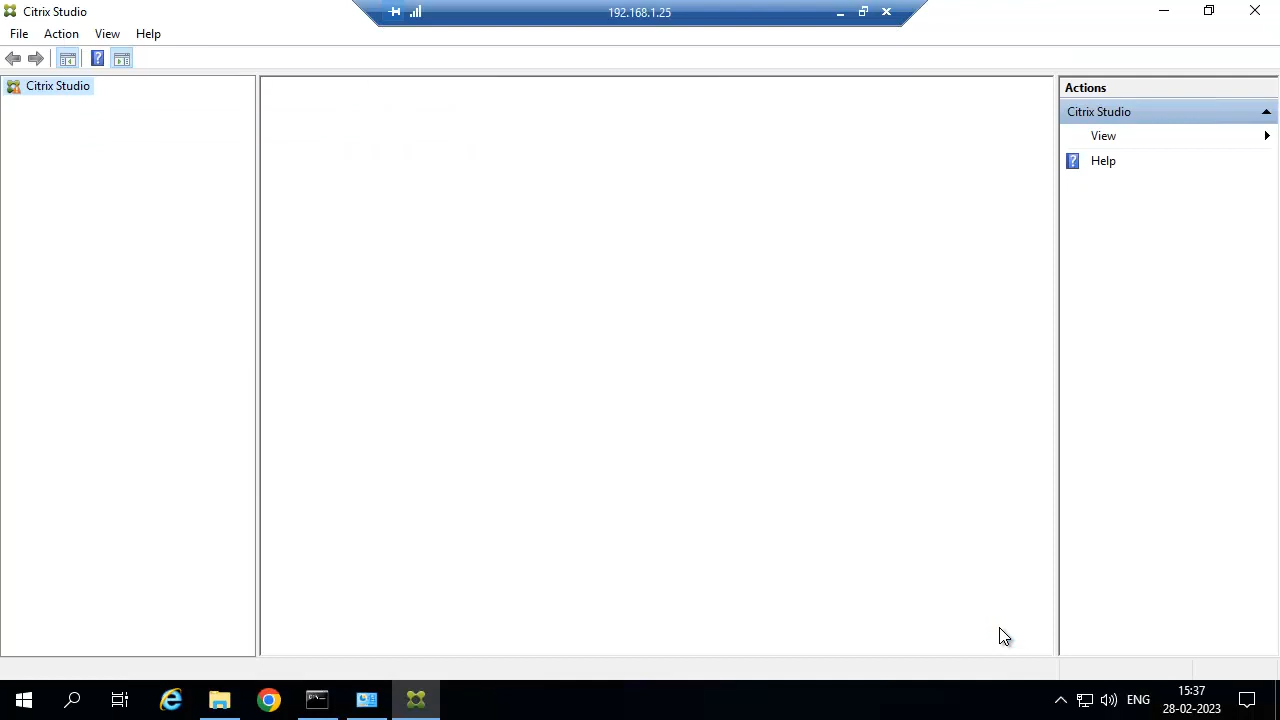 Citrix Studio
192.168.1.25
File Action View Help
Citrix Studio
Actions
Citrix Studio
View
Help
ENG
15:37
28-02-2023